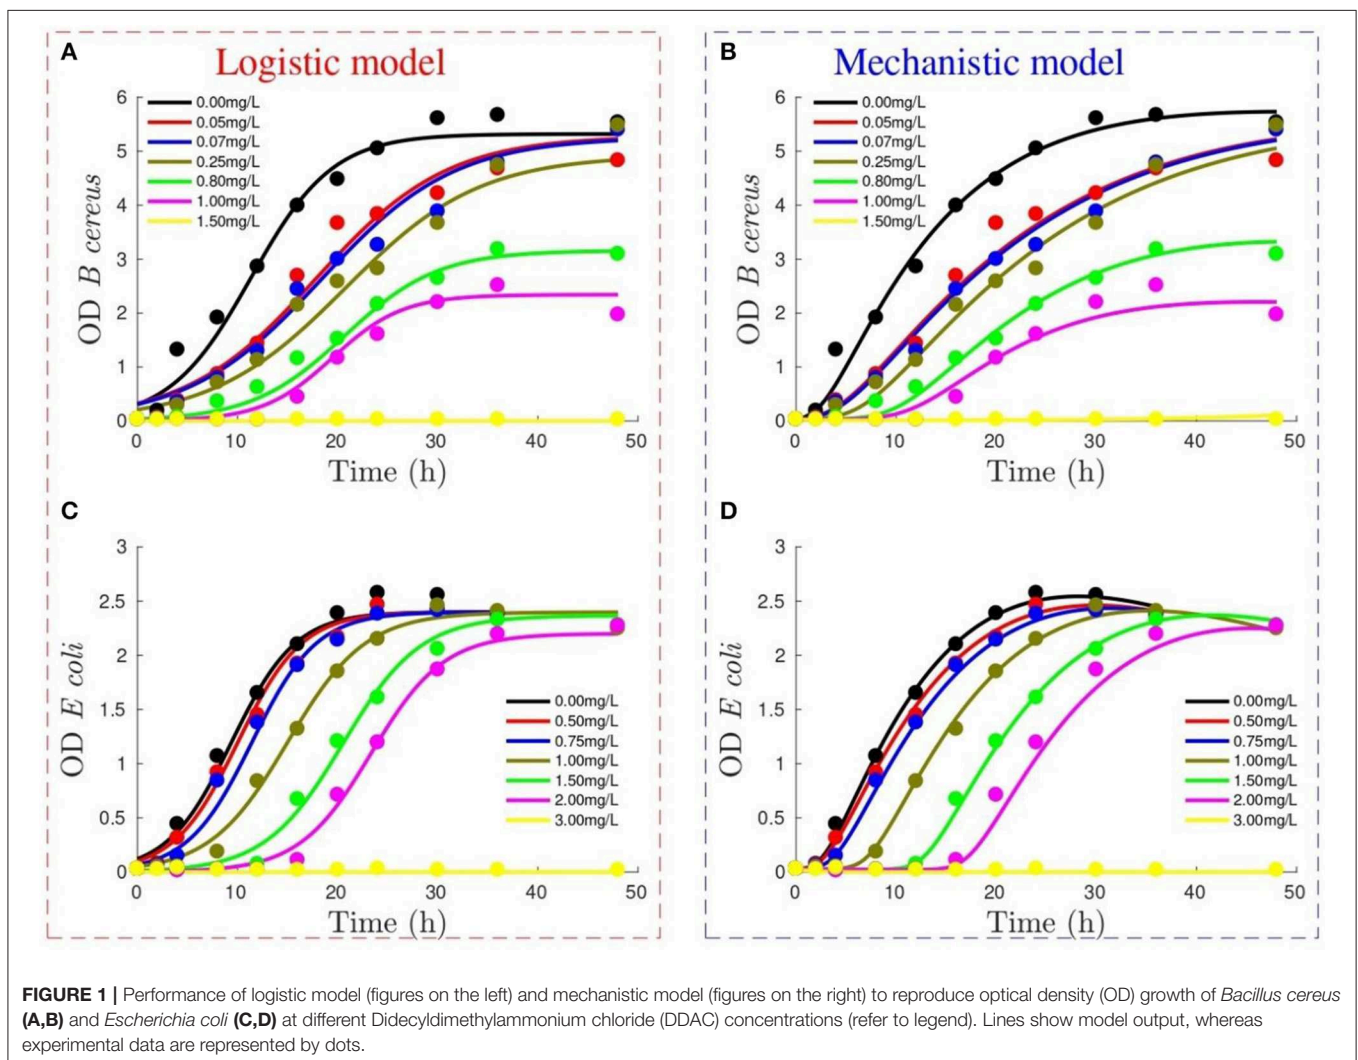 A
Logistic model
6
5
4
3
2
1
0
OD B cereus
0.00mg/L
0.05mg/L
0.07mg/L
0.25mg/L
0.80mg/L
1.00mg/L
1.50mg/L
0 10 20 30 40 50
Time (h)
B
Mechanistic model
6
5
4
3
2
1
0
OD B cereus
0.00mg/L
0.05mg/L
0.07mg/L
0.25mg/L
0.80mg/L
1.00mg/L
1.50mg/L
0 10 20 30 40 50
Time (h)
C
3
2.5
2
1.5
1
0.5
0
OD E coli
0.00mg/L
0.50mg/L
0.75mg/L
1.00mg/L
1.50mg/L
2.00mg/L
3.00mg/L
0 10 20 30 40 50
Time (h)
D
3
2.5
2
1.5
1
0.5
0
OD E coli
0.00mg/L
0.50mg/L
0.75mg/L
1.00mg/L
1.50mg/L
2.00mg/L
3.00mg/L
0 10 20 30 40 50
Time (h)
FIGURE 1 | Performance of logistic model (figures on the left) and mechanistic model (figures on the right) to reproduce optical density (OD) growth of Bacillus cereus
(A,B) and Escherichia coli (C,D) at different Didecyldimethylammonium chloride (DDAC) concentrations (refer to legend). Lines show model output, whereas
experimental data are represented by dots.